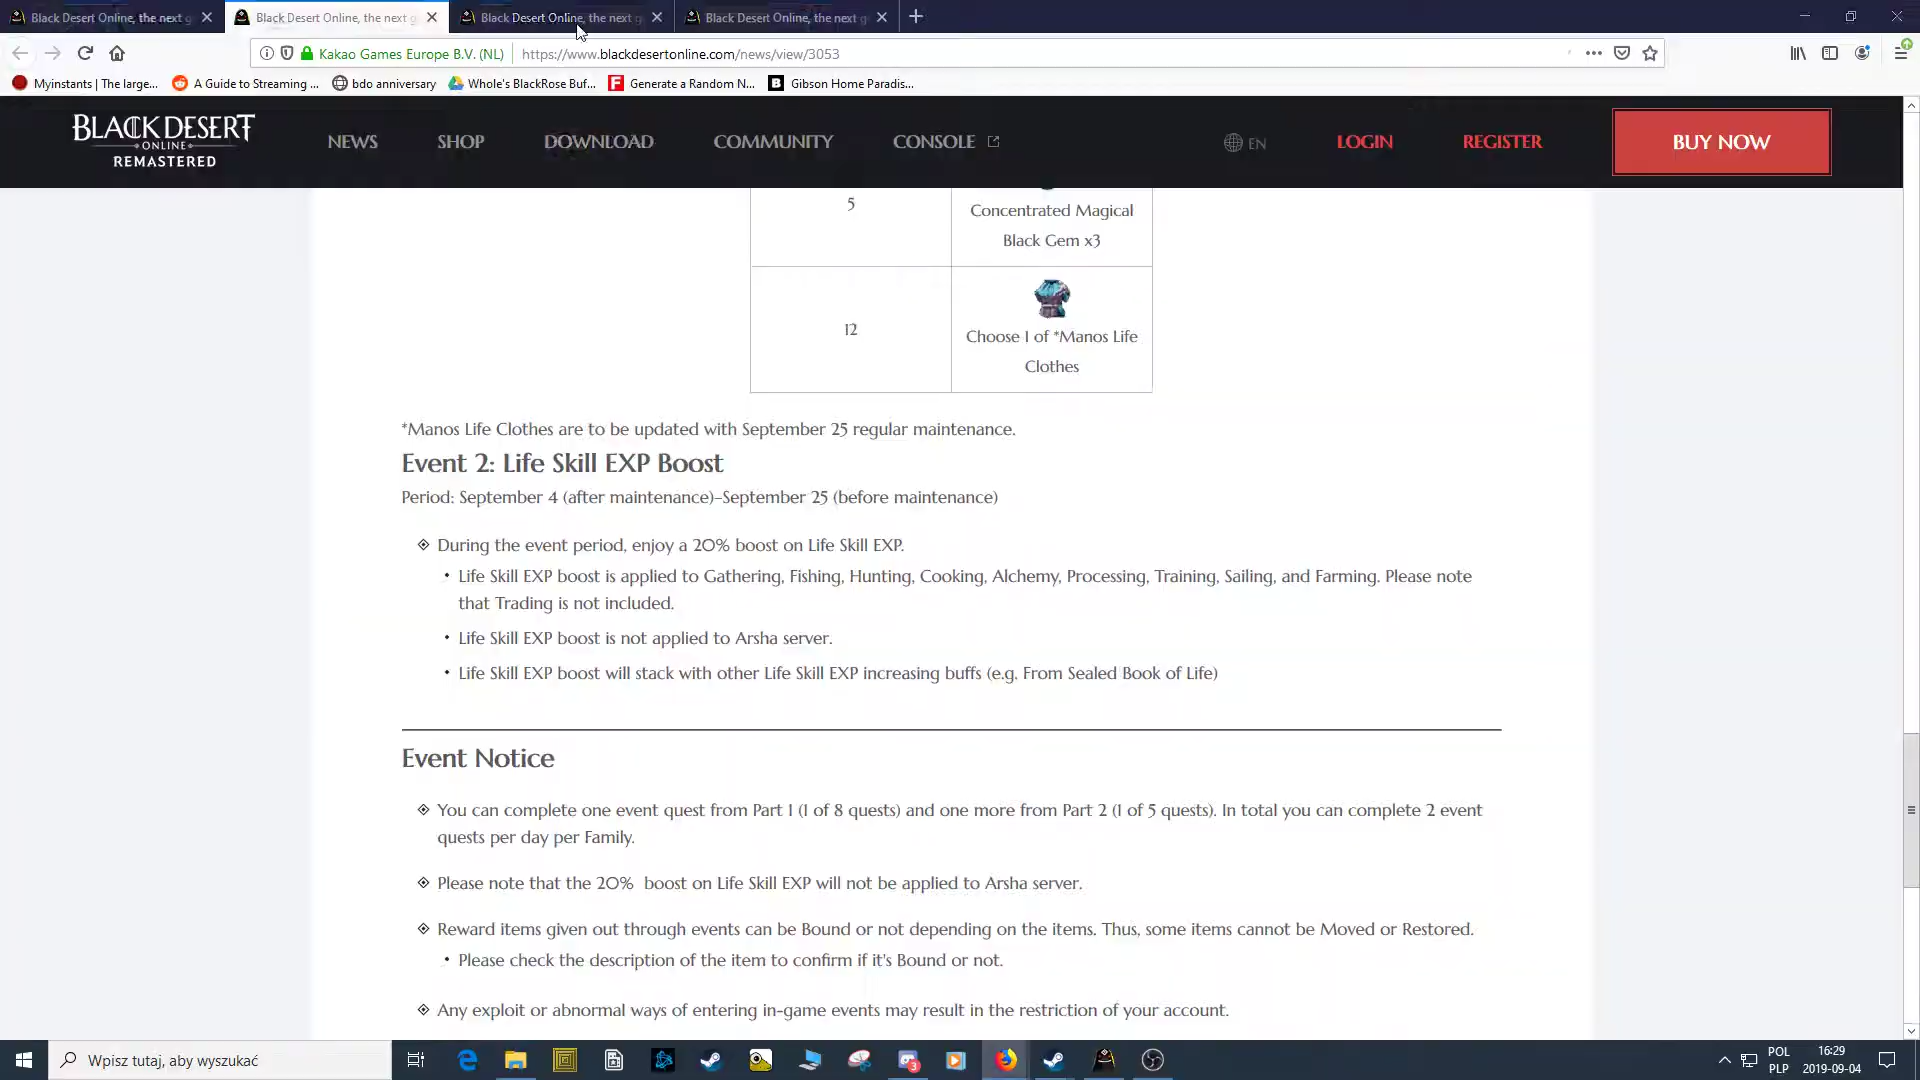 Black Desert Online, the next g
Black Desert Online, the next g
Black Desert Online, the next g
Black Desert Online, the next g
Kakao Games Europe B.V. (NL)
https://www.blackdesertonline.com/news/view/3053
Myinstants | The large...
A Guide to Streaming ...
bdo anniversary
Whole's BlackRose Buf...
Generate a Random N...
Gibson Home Paradis...
BLACK DESERT
ONLINE
REMASTERED
NEWS
SHOP
DOWNLOAD
COMMUNITY
CONSOLE
EN
LOGIN
REGISTER
BUY NOW
5
Concentrated Magical
Black Gem x3
12
Choose 1 of *Manos Life
Clothes
*Manos Life Clothes are to be updated with September 25 regular maintenance.
Event 2: Life Skill EXP Boost
Period: September 4 (after maintenance)–September 25 (before maintenance)
During the event period, enjoy a 20% boost on Life Skill EXP.
• Life Skill EXP boost is applied to Gathering, Fishing, Hunting, Cooking, Alchemy, Processing, Training, Sailing, and Farming. Please note
that Trading is not included.
• Life Skill EXP boost is not applied to Arsha server.
• Life Skill EXP boost will stack with other Life Skill EXP increasing buffs (e.g. From Sealed Book of Life)
Event Notice
You can complete one event quest from Part 1 (1 of 8 quests) and one more from Part 2 (1 of 5 quests). In total you can complete 2 event
quests per day per Family.
Please note that the 20% boost on Life Skill EXP will not be applied to Arsha server.
Reward items given out through events can be Bound or not depending on the items. Thus, some items cannot be Moved or Restored.
• Please check the description of the item to confirm if it's Bound or not.
Any exploit or abnormal ways of entering in-game events may result in the restriction of your account.
Wpisz tutaj, aby wyszukać
3
POL
PLP
16:29
2019-09-04